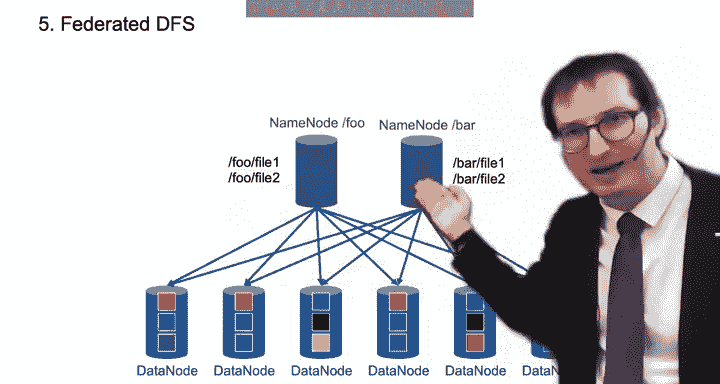 5. Federated DFS
NameNode /foo
NameNode /bar
/foo/file1
/foo/file2
/bar/file1
/bar/file2
DataNode
DataNode
DataNode
DataNode
DataNode